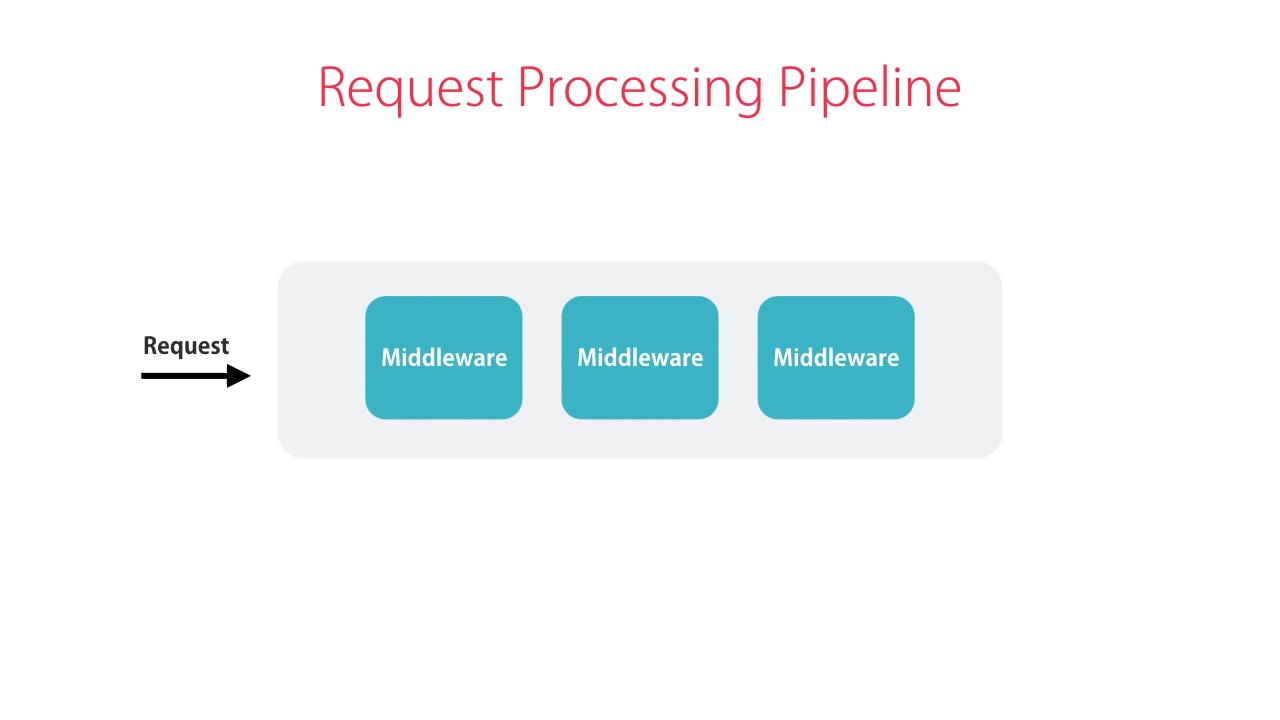 Request Processing Pipeline
Request
Middleware
Middleware
Middleware